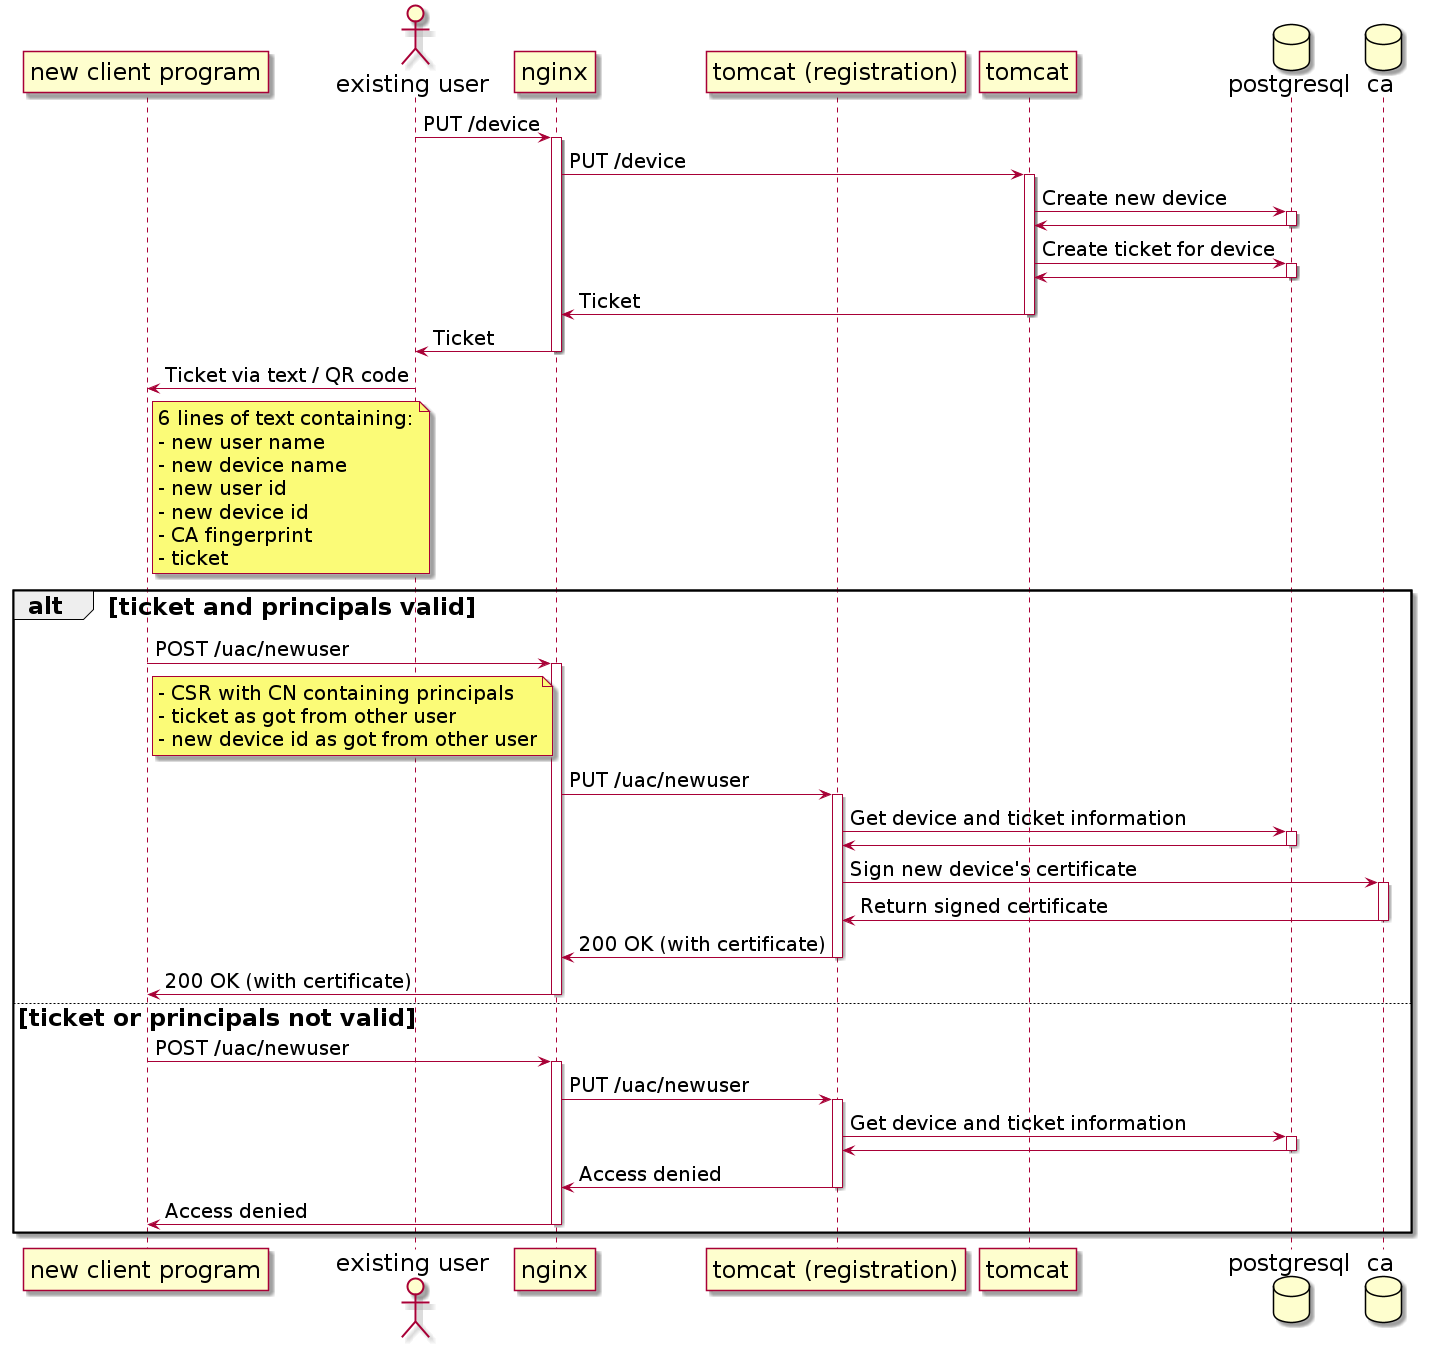 new client program
existing user
nginx
tomcat (registration)
tomcat
postgresql
ca
PUT /device
PUT /device
Create new device
Create ticket for device
Ticket
Ticket
Ticket via text / QR code
6 lines of text containing:
- new user name
- new device name
- new user id
- new device id
- CA fingerprint
- ticket
alt
[ticket and principals valid]
POST /uac/newuser
- CSR with CN containing principals
- ticket as got from other user
- new device id as got from other user
PUT /uac/newuser
Get device and ticket information
Sign new device's certificate
Return signed certificate
200 OK (with certificate)
200 OK (with certificate)
[ticket or principals not valid]
POST /uac/newuser
PUT /uac/newuser
Get device and ticket information
Access denied
Access denied
new client program
existing user
nginx
tomcat (registration)
tomcat
postgresql
ca